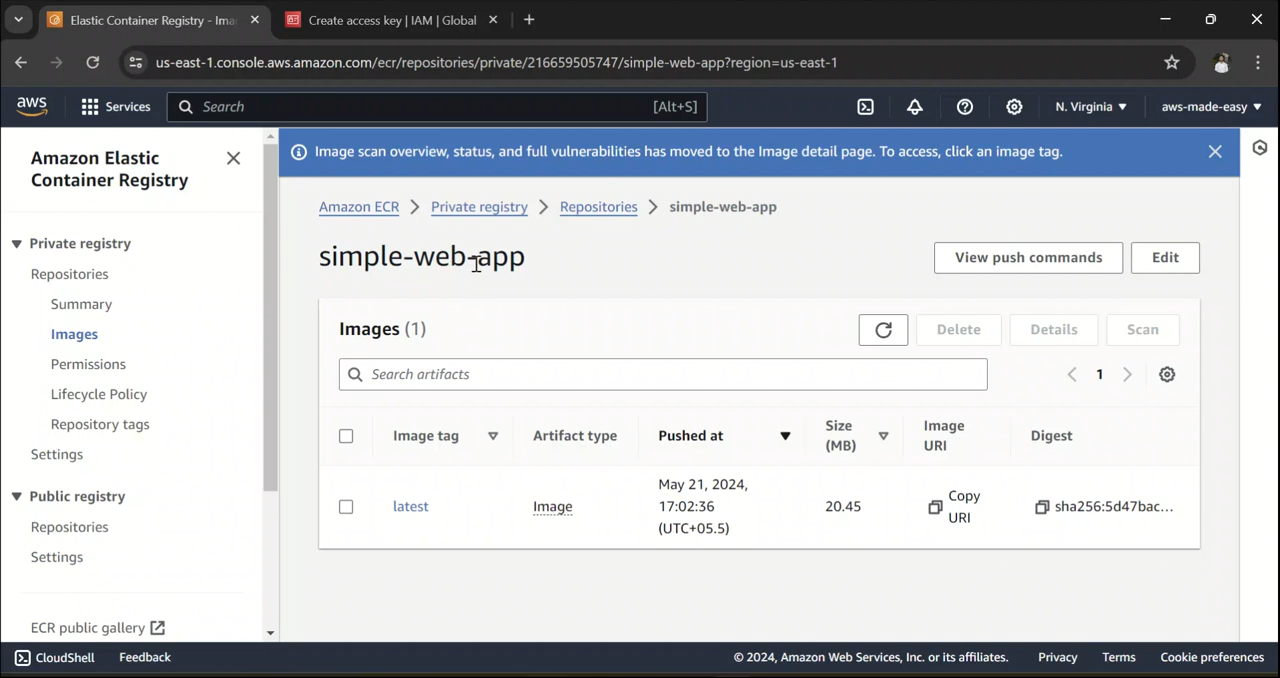 Elastic Container Registry - Ima
Create access key | IAM | Global
us-east-1.console.aws.amazon.com/ecr/repositories/private/216659505747/simple-web-app?region=us-east-1
aws
Services
Search
[Alt+S]
N. Virginia
aws-made-easy
Amazon Elastic
Container Registry
Private registry
Repositories
Summary
Images
Permissions
Lifecycle Policy
Repository tags
Settings
Public registry
Repositories
Settings
ECR public gallery
Image scan overview, status, and full vulnerabilities has moved to the Image detail page. To access, click an image tag.
Amazon ECR > Private registry > Repositories > simple-web-app
simple-web-app
View push commands
Edit
Images (1)
Delete
Details
Scan
Search artifacts
1
Image tag
Artifact type
Pushed at
Size
(MB)
Image
URI
Digest
latest
Image
May 21, 2024,
17:02:36
(UTC+05.5)
20.45
Copy
URI
sha256:5d47bac...
CloudShell
Feedback
© 2024, Amazon Web Services, Inc. or its affiliates.
Privacy
Terms
Cookie preferences